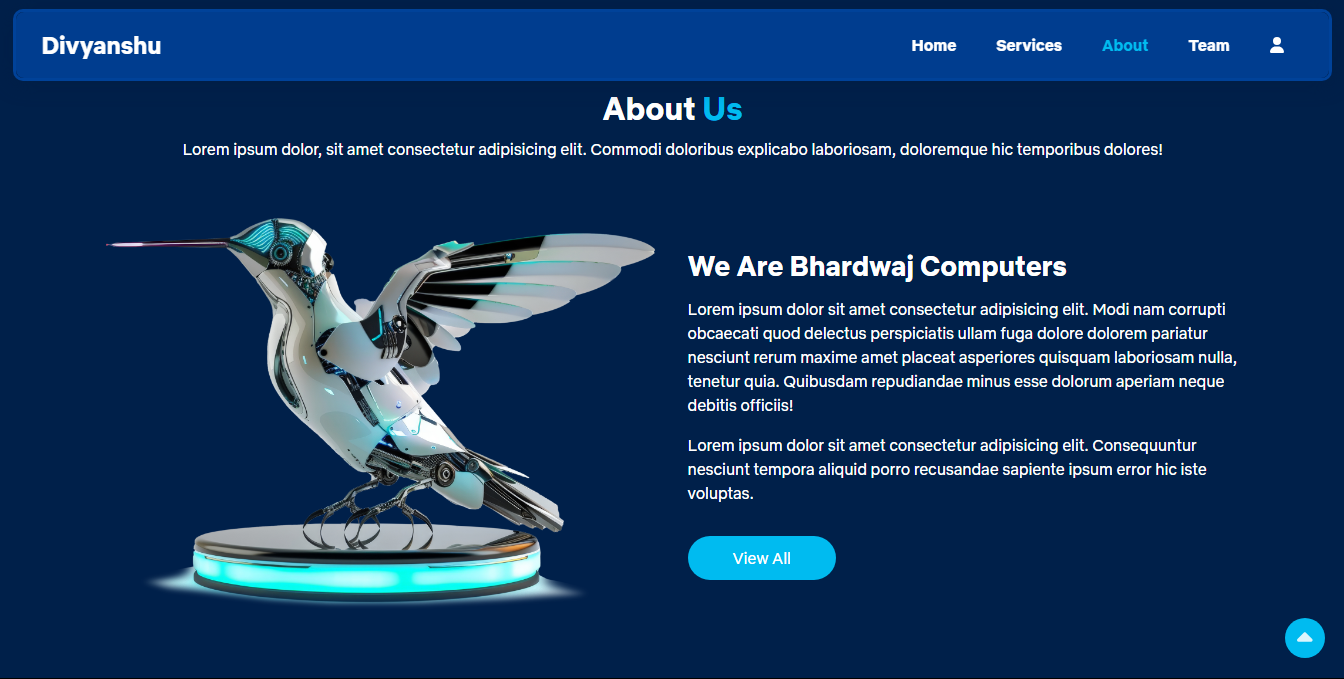 Divyanshu
Home Services About Team
About Us
Lorem ipsum dolor, sit amet consectetur adipisicing elit. Commodi doloribus explicabo laboriosam, doloremque hic temporibus dolores!
We Are Bhardwaj Computers
Lorem ipsum dolor sit amet consectetur adipisicing elit. Modi nam corrupti
obcaecati quod delectus perspiciatis ullam fuga dolore dolorem pariatur
nesciunt rerum maxime amet placeat asperiores quisquam laboriosam nulla,
tenetur quia. Quibusdam repudiandae minus esse dolorum aperiam neque
debitis officiis!
Lorem ipsum dolor sit amet consectetur adipisicing elit. Consequuntur
nesciunt tempora aliquid porro recusandae sapiente ipsum error hic iste
voluptas.
View All